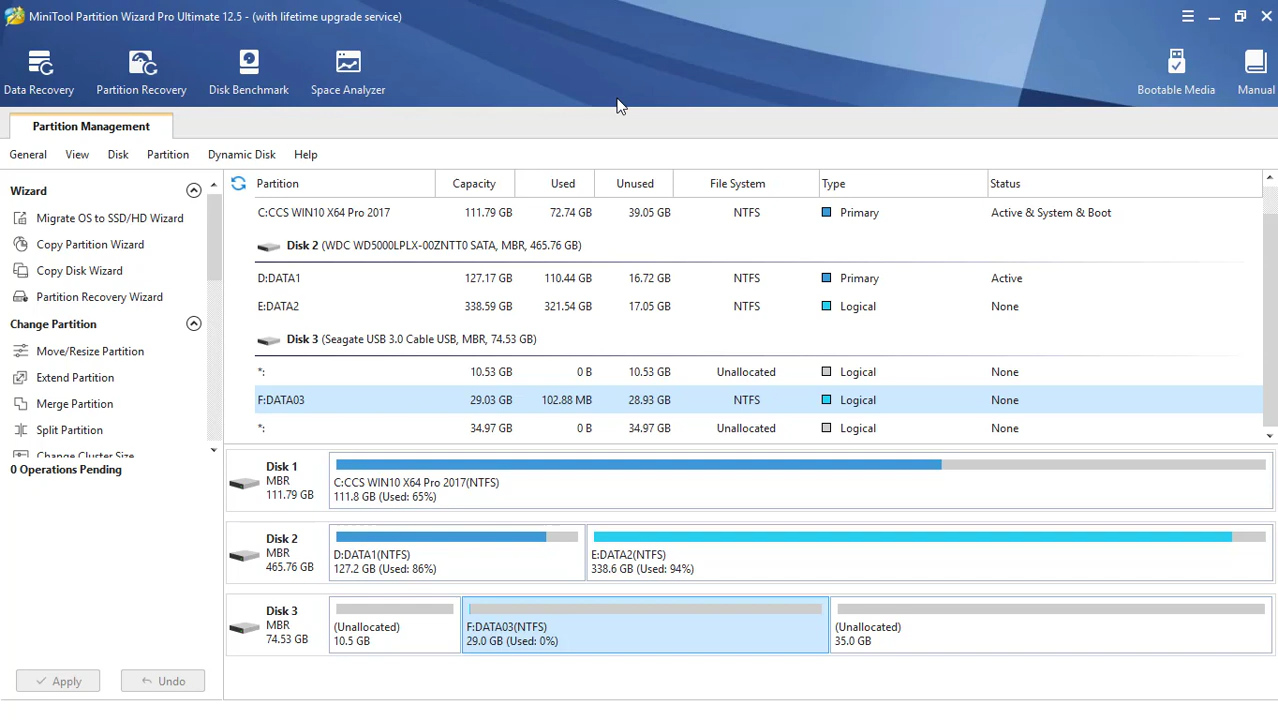 MiniTool Partition Wizard Pro Ultimate 12.5 - (with lifetime upgrade service)
Data Recovery Partition Recovery Disk Benchmark Space Analyzer Bootable Media Manual
Partition Management
General View Disk Partition Dynamic Disk Help
Wizard
Migrate OS to SSD/HD Wizard
Copy Partition Wizard
Copy Disk Wizard
Partition Recovery Wizard
Change Partition
Move/Resize Partition
Extend Partition
Merge Partition
Split Partition
Change Cluster Size
0 Operations Pending
Apply Undo
Partition Capacity Used Unused File System Type Status
C:CCS WIN10 X64 Pro 2017 111.79 GB 72.74 GB 39.05 GB NTFS Primary Active & System & Boot
Disk 2 (WDC WD5000LPLX-00ZNTT0 SATA, MBR, 465.76 GB)
D:DATA1 127.17 GB 110.44 GB 16.72 GB NTFS Primary Active
E:DATA2 338.59 GB 321.54 GB 17.05 GB NTFS Logical None
Disk 3 (Seagate USB 3.0 Cable USB, MBR, 74.53 GB)
*: 10.53 GB 0 B 10.53 GB Unallocated Logical None
F:DATA03 29.03 GB 102.88 MB 28.93 GB NTFS Logical None
*: 34.97 GB 0 B 34.97 GB Unallocated Logical None
Disk 1
MBR
111.79 GB
C:CCS WIN10 X64 Pro 2017(NTFS)
111.8 GB (Used: 65%)
Disk 2
MBR
465.76 GB
D:DATA1(NTFS)
127.2 GB (Used: 86%)
E:DATA2(NTFS)
338.6 GB (Used: 94%)
Disk 3
MBR
74.53 GB
(Unallocated)
10.5 GB
F:DATA03(NTFS)
29.0 GB (Used: 0%)
(Unallocated)
35.0 GB